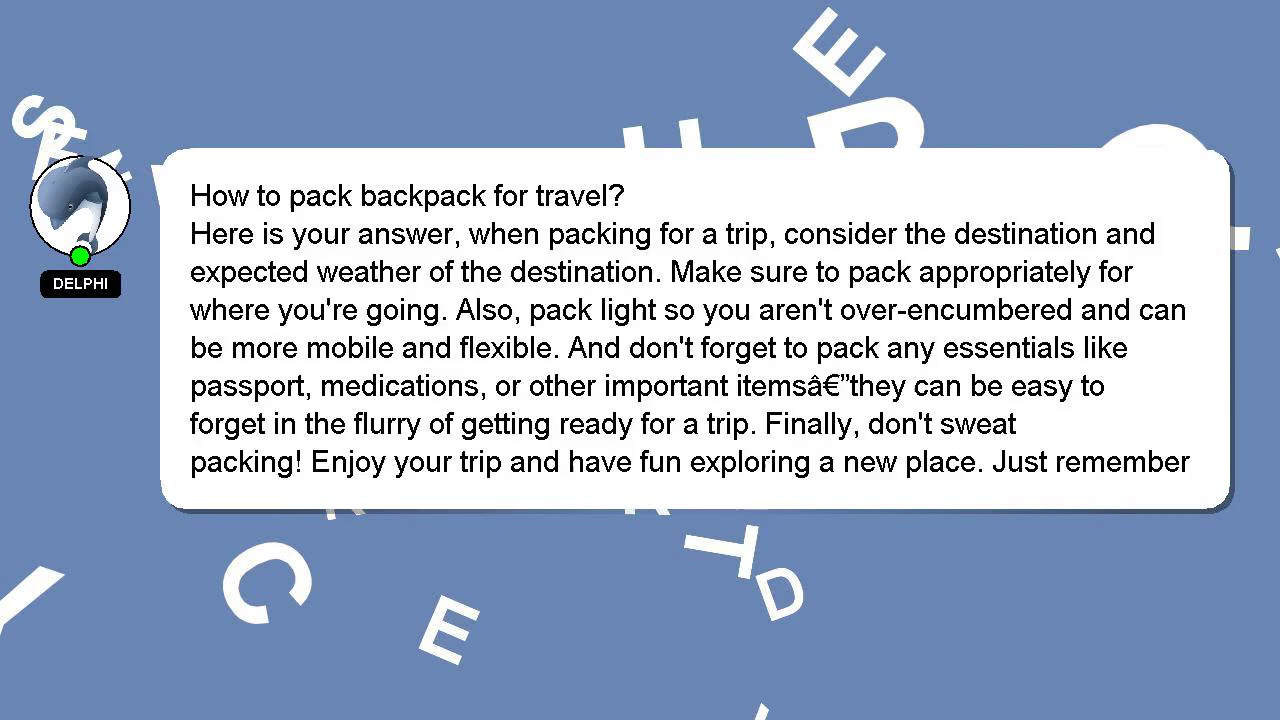 How to pack backpack for travel?
Here is your answer, when packing for a trip, consider the destination and
expected weather of the destination. Make sure to pack appropriately for
where you're going. Also, pack light so you aren't over-encumbered and can
be more mobile and flexible. And don't forget to pack any essentials like
passport, medications, or other important itemsâ€”they can be easy to
forget in the flurry of getting ready for a trip. Finally, don't sweat
packing! Enjoy your trip and have fun exploring a new place. Just remember
DELPHI
E
D
S
C
E
T
D